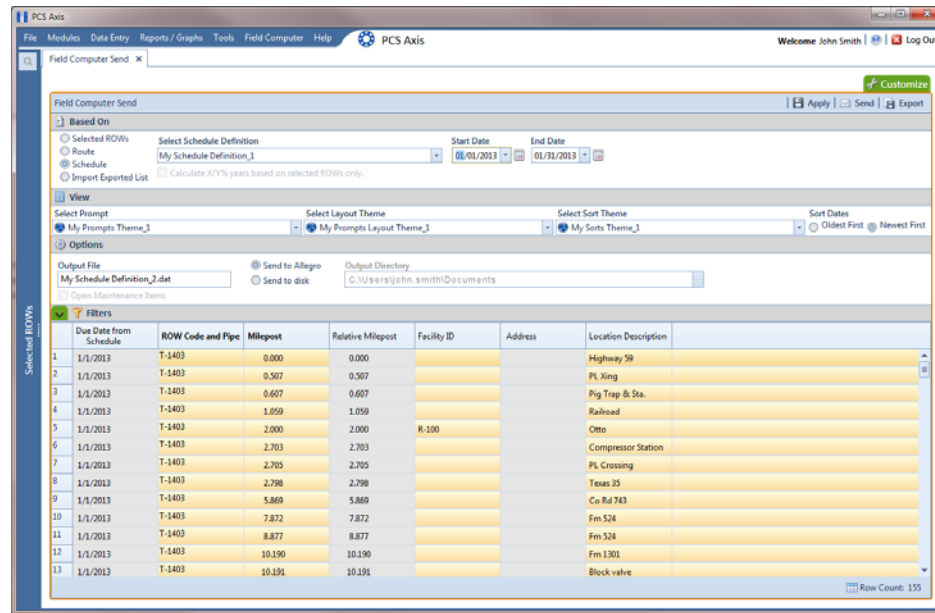 PCS Axis
File Modules Data Entry Reports / Graphs Tools Field Computer Help PCS Axis Welcome John Smith Log Out
Field Computer Send X
Customize
Field Computer Send Apply Send Export
Based On
Selected ROWs
Route
Schedule
Import Exported List
Select Schedule Definition
My Schedule Definition_1
Calculate X/Y% years based on selected ROWs only.
Start Date End Date
01/01/2013 01/31/2013
View
Select Prompt Select Layout Theme Select Sort Theme Sort Dates
My Prompts Theme_1 My Prompts Layout Theme_1 My Sorts Theme_1 Oldest First Newest First
Options
Output File Send to Allegro Output Directory
My Schedule Definition_2.dat Send to disk C:\Users\john.smith\Documents
Open Maintenance Items
Filters
Selected ROWs
Due Date from Schedule ROW Code and Pipe Milepost Relative Milepost Facility ID Address Location Description
1 1/1/2013 T-1403 0.000 0.000 Highway 59
2 1/1/2013 T-1403 0.507 0.507 PL Xing
3 1/1/2013 T-1403 0.607 0.607 Pig Trap & Sta.
4 1/1/2013 T-1403 1.059 1.059 Railroad
5 1/1/2013 T-1403 2.000 2.000 R-100 Otto
6 1/1/2013 T-1403 2.703 2.703 Compressor Station
7 1/1/2013 T-1403 2.705 2.705 PL Crossing
8 1/1/2013 T-1403 2.798 2.798 Texas 35
9 1/1/2013 T-1403 5.869 5.869 Co Rd 743
10 1/1/2013 T-1403 7.872 7.872 Fm 524
11 1/1/2013 T-1403 8.877 8.877 Fm 524
12 1/1/2013 T-1403 10.190 10.190 Fm 1301
13 1/1/2013 T-1403 10.191 10.191 Block valve
Row Count: 155